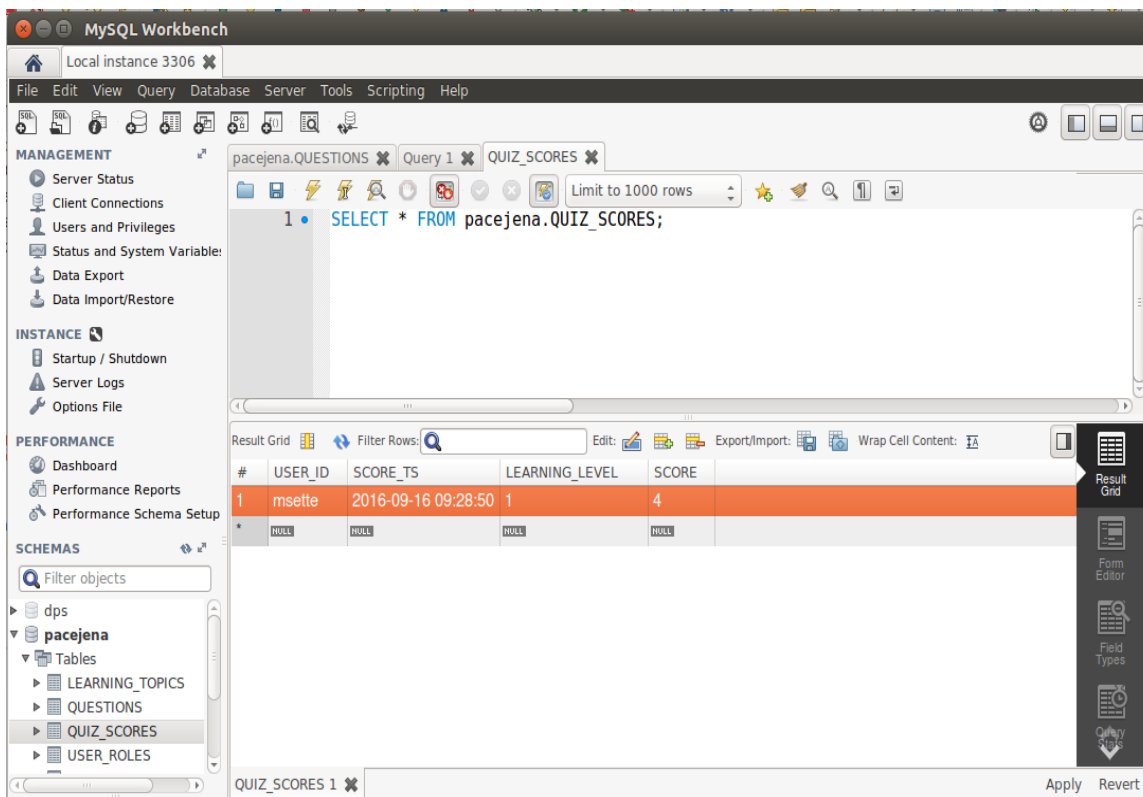 MySQL Workbench
Local instance 3306
File Edit View Query Database Server Tools Scripting Help
MANAGEMENT
Server Status
Client Connections
Users and Privileges
Status and System Variable
Data Export
Data Import/Restore
INSTANCE
Startup / Shutdown
Server Logs
Options File
PERFORMANCE
Dashboard
Performance Reports
Performance Schema Setup
SCHEMAS
Filter objects
dps
pacejena
Tables
LEARNING_TOPICS
QUESTIONS
QUIZ_SCORES
USER_ROLES
pacejena.QUESTIONS Query 1 QUIZ_SCORES
Limit to 1000 rows
1 SELECT * FROM pacejena.QUIZ_SCORES;
Result Grid Filter Rows: Edit: Export/Import: Wrap Cell Content:
# USER_ID SCORE_TS LEARNING_LEVEL SCORE
1 msette 2016-09-16 09:28:50 1 4
* NULL NULL NULL NULL
Result
Grid
Form
Editor
Field
Types
Query
Stats
QUIZ_SCORES 1 Apply Revert